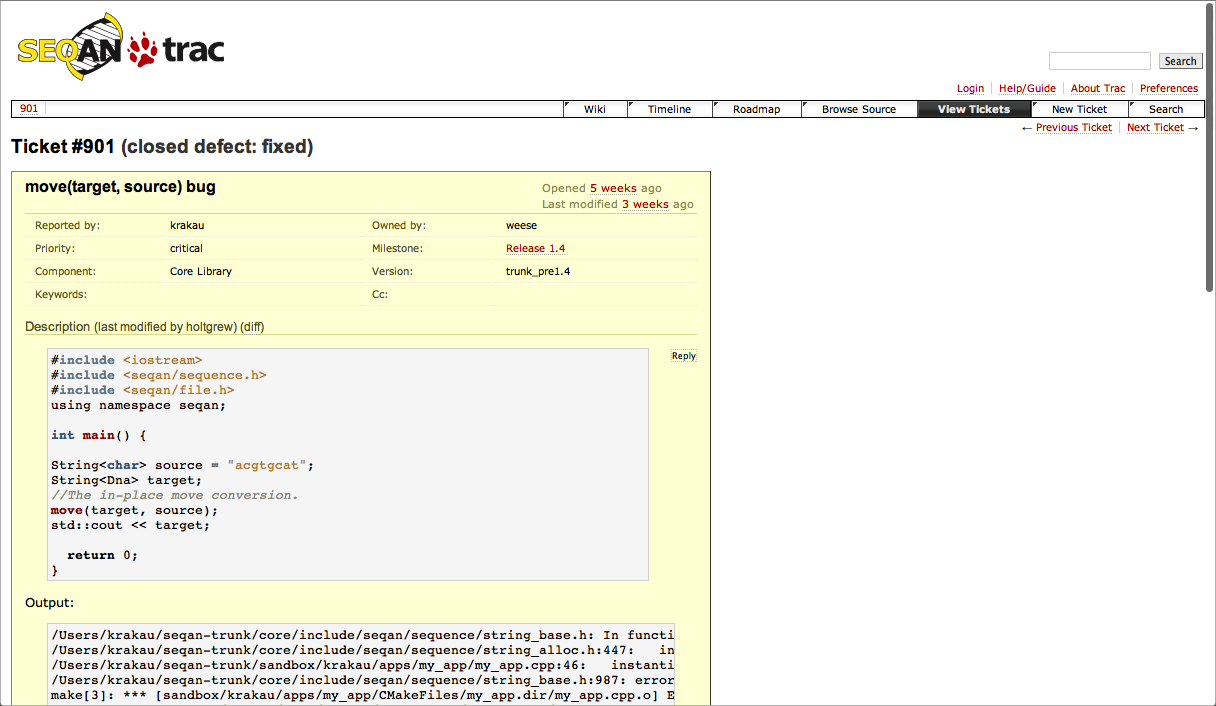 SEQAN trac
Search
Login Help/Guide About Trac Preferences
901 Wiki Timeline Roadmap Browse Source View Tickets New Ticket Search
← Previous Ticket Next Ticket →
Ticket #901 (closed defect: fixed)
move(target, source) bug
Opened 5 weeks ago
Last modified 3 weeks ago
Reported by: krakau Owned by: weese
Priority: critical Milestone: Release 1.4
Component: Core Library Version: trunk_pre1.4
Keywords: Cc:
Description (last modified by holtgrew) (diff)
Reply
#include <iostream>
#include <seqan/sequence.h>
#include <seqan/file.h>
using namespace seqan;
int main() {
String<char> source = "acgtgcat";
String<Dna> target;
//The in-place move conversion.
move(target, source);
std::cout << target;
return 0;
}
Output:
/Users/krakau/seqan-trunk/core/include/seqan/sequence/string_base.h: In functi
/Users/krakau/seqan-trunk/core/include/seqan/sequence/string_alloc.h:447: in
/Users/krakau/seqan-trunk/sandbox/krakau/apps/my_app/my_app.cpp:46: instanti
/Users/krakau/seqan-trunk/core/include/seqan/sequence/string_base.h:987: error
make[3]: *** [sandbox/krakau/apps/my_app/CMakeFiles/my_app.dir/my_app.cpp.o] E